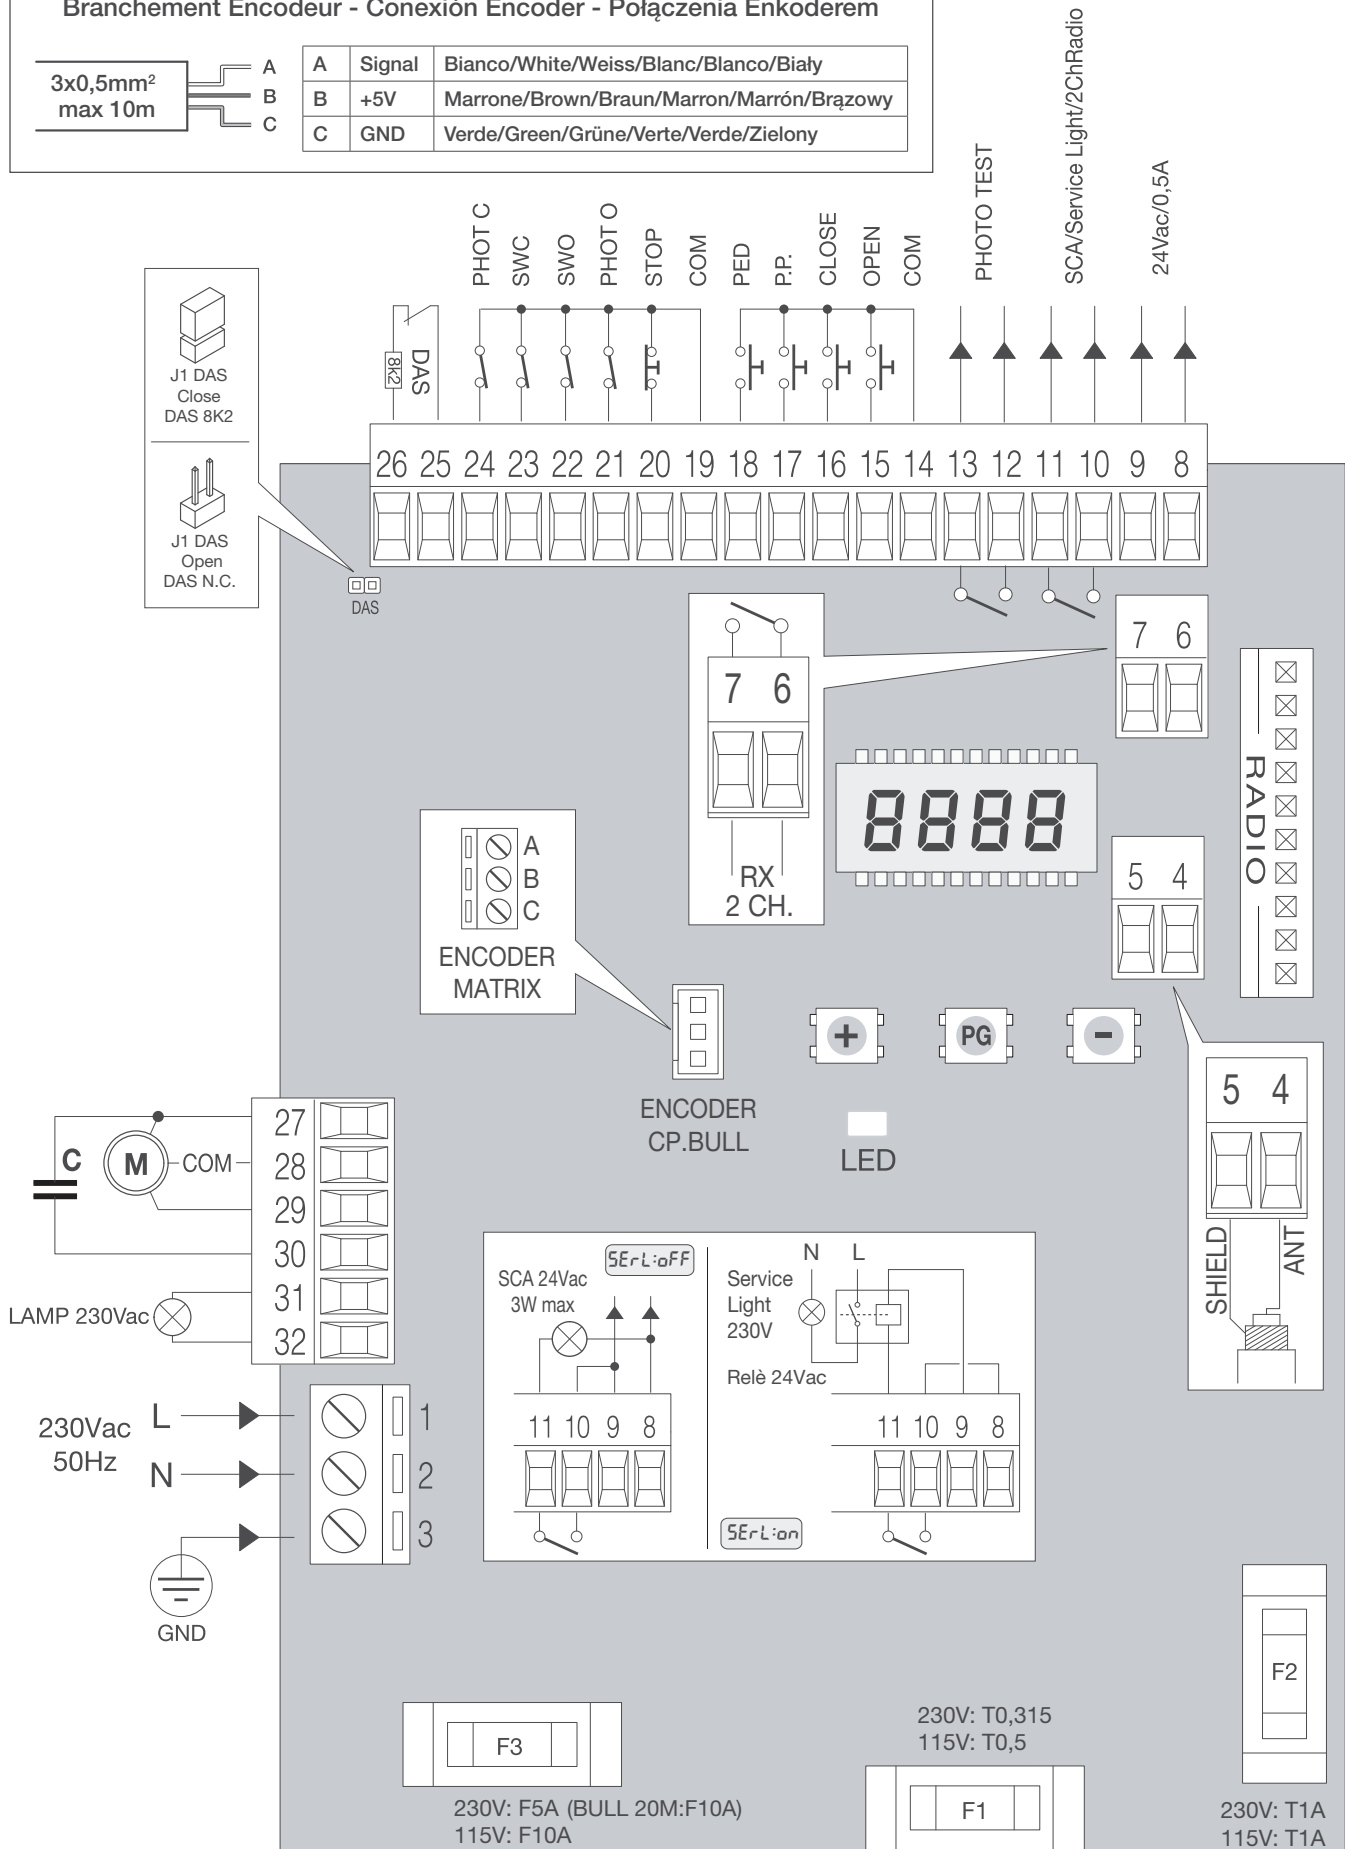 Branchement Encodeur - Conexión Encoder - Połączenia Enkoderem
3x0,5mm²
max 10m
A
B
C
A Signal Bianco/White/Weiss/Blanc/Blanco/Biały
B +5V Marrone/Brown/Braun/Marron/Marrón/Brązowy
C GND Verde/Green/Grüne/Verte/Verde/Zielony
PHOT C
SWC
SWO
PHOT O
STOP
COM
PED
P.P.
CLOSE
OPEN
COM
PHOTO TEST
SCA/Service Light/2ChRadio
24Vac/0,5A
J1 DAS
Close
DAS 8K2
J1 DAS
Open
DAS N.C.
8k2
DAS
26 25 24 23 22 21 20 19 18 17 16 15 14 13 12 11 10 9 8
DAS
7 6
RX
2 CH.
7 6
RADIO
8888
5 4
A
B
C
ENCODER
MATRIX
ENCODER
CP.BULL
+
PG
-
LED
5 4
SHIELD
ANT
C
M
COM
27
28
29
30
31
32
LAMP 230Vac
230Vac
50Hz
L
N
GND
1
2
3
SErL:oFF
SCA 24Vac
3W max
11 10 9 8
N L
Service
Light
230V
Relè 24Vac
11 10 9 8
SErL:on
F3
230V: F5A (BULL 20M:F10A)
115V: F10A
230V: T0,315
115V: T0,5
F1
F2
230V: T1A
115V: T1A